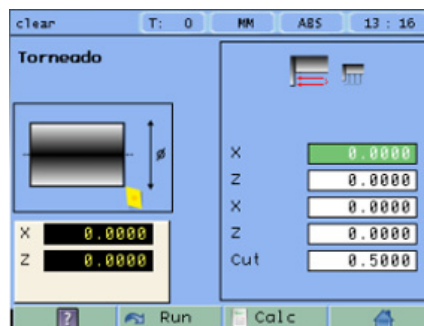 clear T: 0 MM ABS 13 : 16
Torneado
ø
X 0.0000
Z 0.0000
X 0.0000
Z 0.0000
Cut 0.5000
X 0.0000
Z 0.0000
? Run Calc